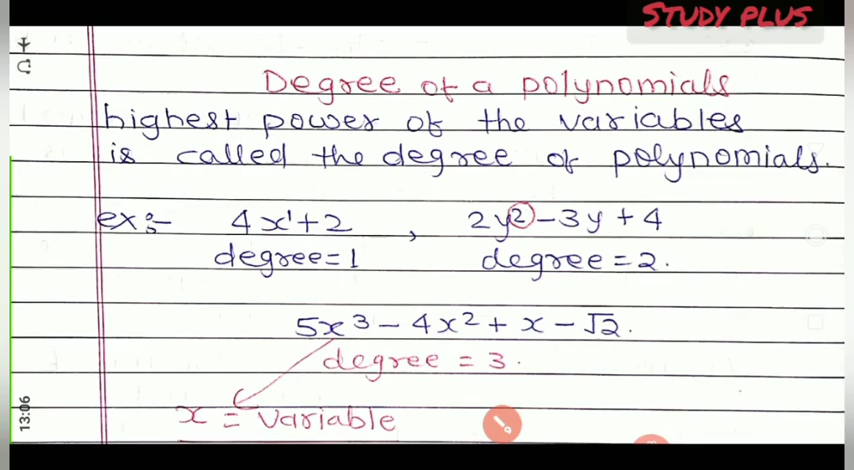 STUDY PLUS
Degree of a polynomials
highest power of the variables
is called the degree of polynomials.
ex:- 4x¹+2 , 2y²-3y+4
degree=1 degree=2.
5x³-4x²+x-√2.
degree = 3.
x = variable
13:06